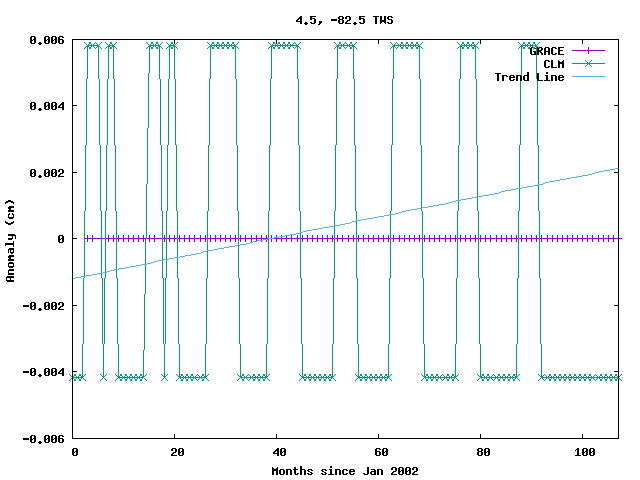 4.5, -82.5 TWS
0.006
GRACE
CLM
Trend Line
0.004
0.002
0
-0.002
-0.004
-0.006
Anomaly (cm)
0 20 40 60 80 100
Months since Jan 2002